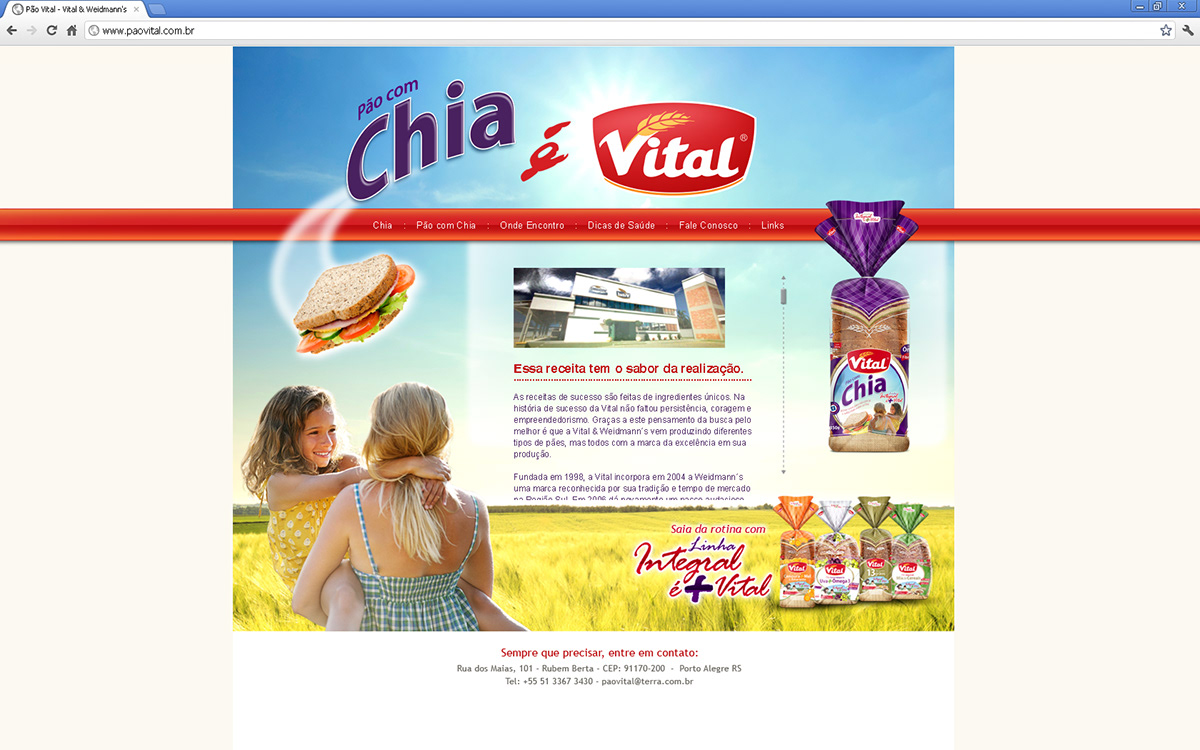 Pão Vital - Vital & Weidmann's
www.paovital.com.br
Pão com
Chia
é
Vital®
Chia : Pão com Chia : Onde Encontro : Dicas de Saúde : Fale Conosco : Links
Essa receita tem o sabor da realização.
As receitas de sucesso são feitas de ingredientes únicos. Na
história de sucesso da Vital não faltou persistência, coragem e
empreendedorismo. Graças a este pensamento da busca pelo
melhor é que a Vital & Weidmann´s vem produzindo diferentes
tipos de pães, mas todos com a marca da excelência em sua
produção.
Fundada em 1998, a Vital incorpora em 2004 a Weidmann´s
uma marca reconhecida por sua tradição e tempo de mercado
na Região Sul. Em 2006 dá novamente um passo audacioso
Vital
Chia
Saia da rotina com
Linha
Integral
é + Vital
Vital
Vital
Vital
Vital
Sempre que precisar, entre em contato:
Rua dos Maias, 101 - Rubem Berta - CEP: 91170-200 - Porto Alegre RS
Tel: +55 51 3367 3430 - paovital@terra.com.br